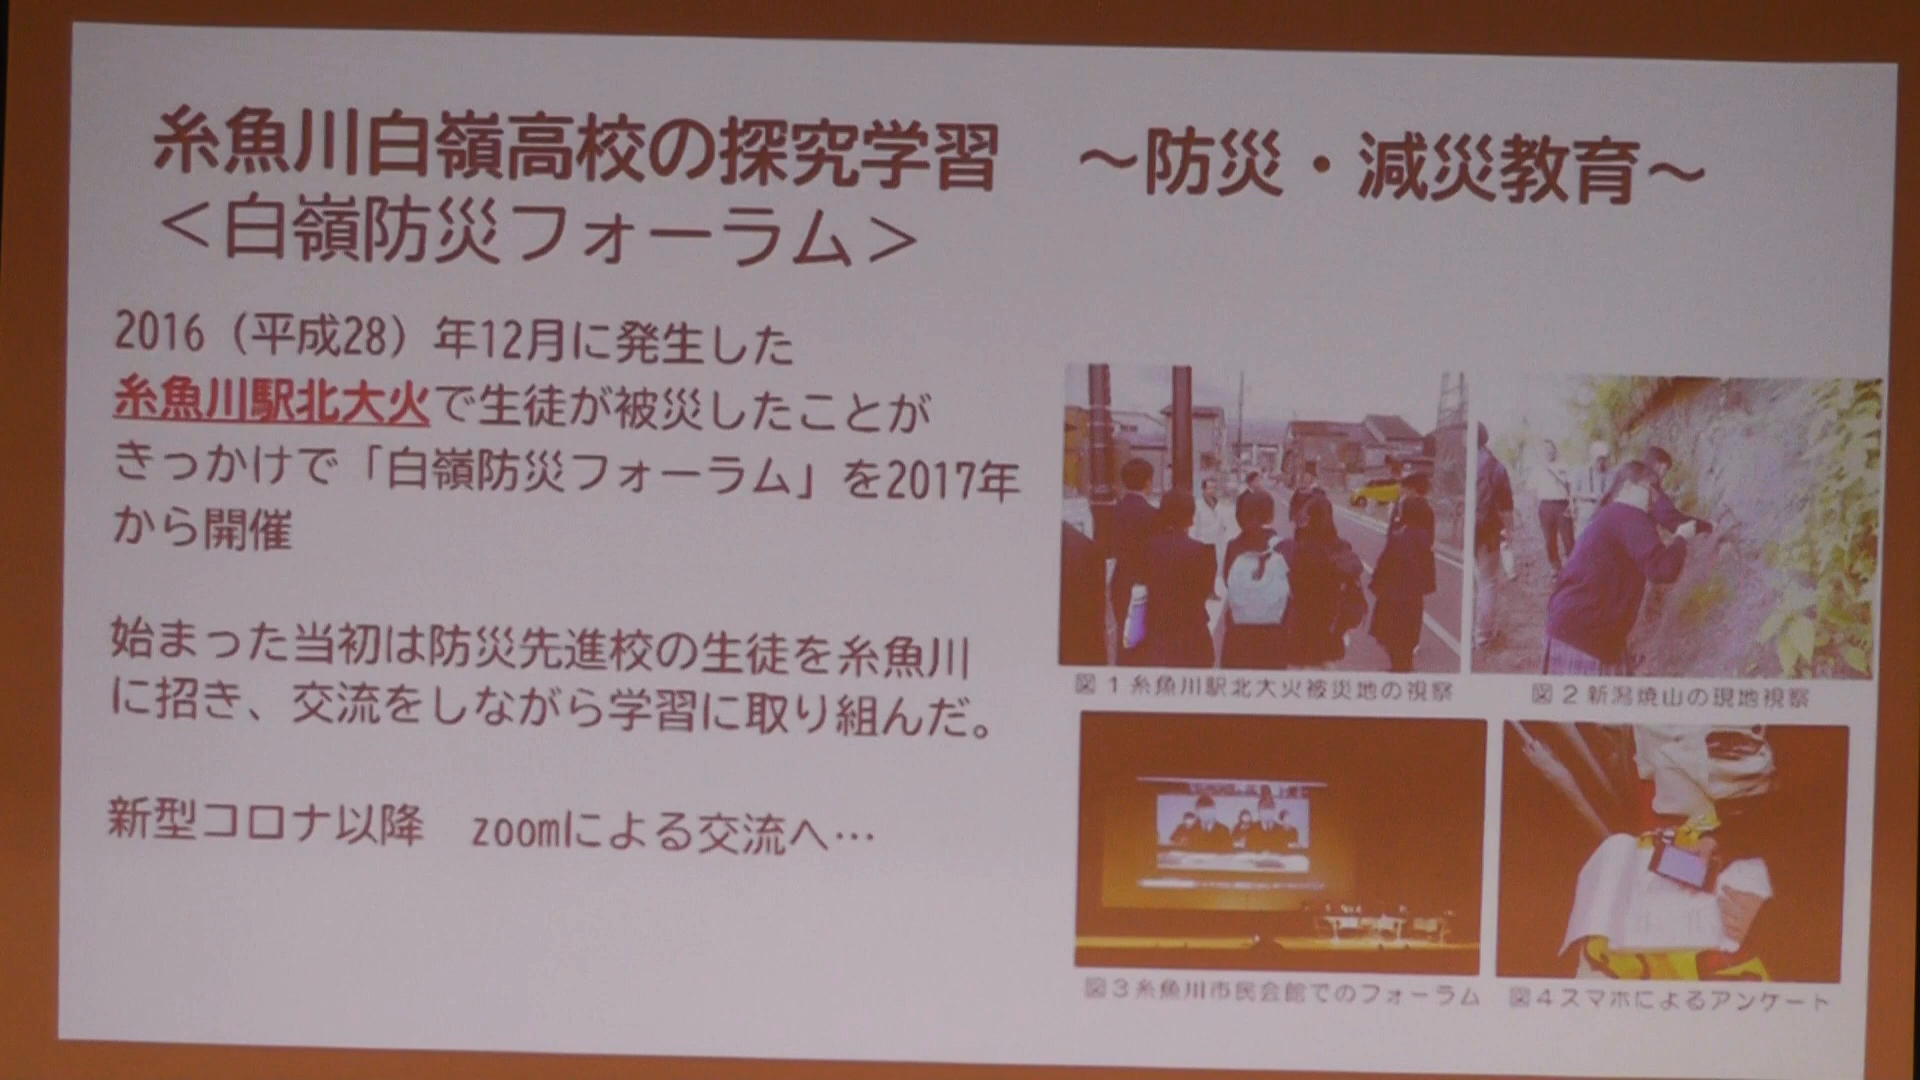 糸魚川白嶺高校の探究学習　～防災・減災教育～
＜白嶺防災フォーラム＞
2016（平成28）年12月に発生した
糸魚川駅北大火で生徒が被災したことが
きっかけで「白嶺防災フォーラム」を2017年
から開催
始まった当初は防災先進校の生徒を糸魚川
に招き、交流をしながら学習に取り組んだ。
新型コロナ以降　zoomによる交流へ…
図１糸魚川駅北大火被災地の視察
図２新潟焼山の現地視察
図３糸魚川市民会館でのフォーラム
図４スマホによるアンケート